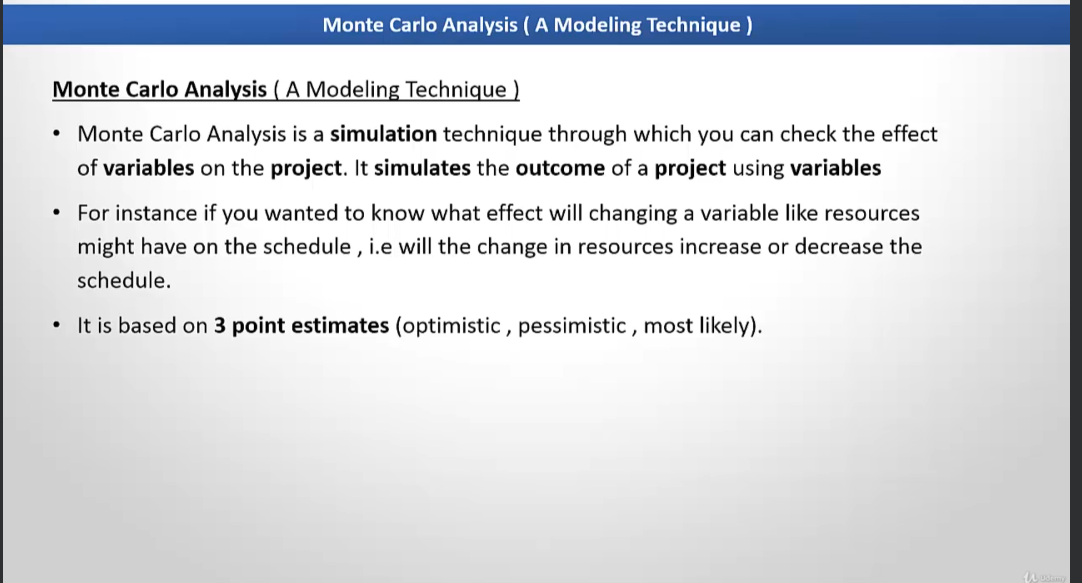 Monte Carlo Analysis ( A Modeling Technique )
Monte Carlo Analysis ( A Modeling Technique )
• Monte Carlo Analysis is a simulation technique through which you can check the effect
of variables on the project. It simulates the outcome of a project using variables
• For instance if you wanted to know what effect will changing a variable like resources
might have on the schedule , i.e will the change in resources increase or decrease the
schedule.
• It is based on 3 point estimates (optimistic , pessimistic , most likely).
Udemy